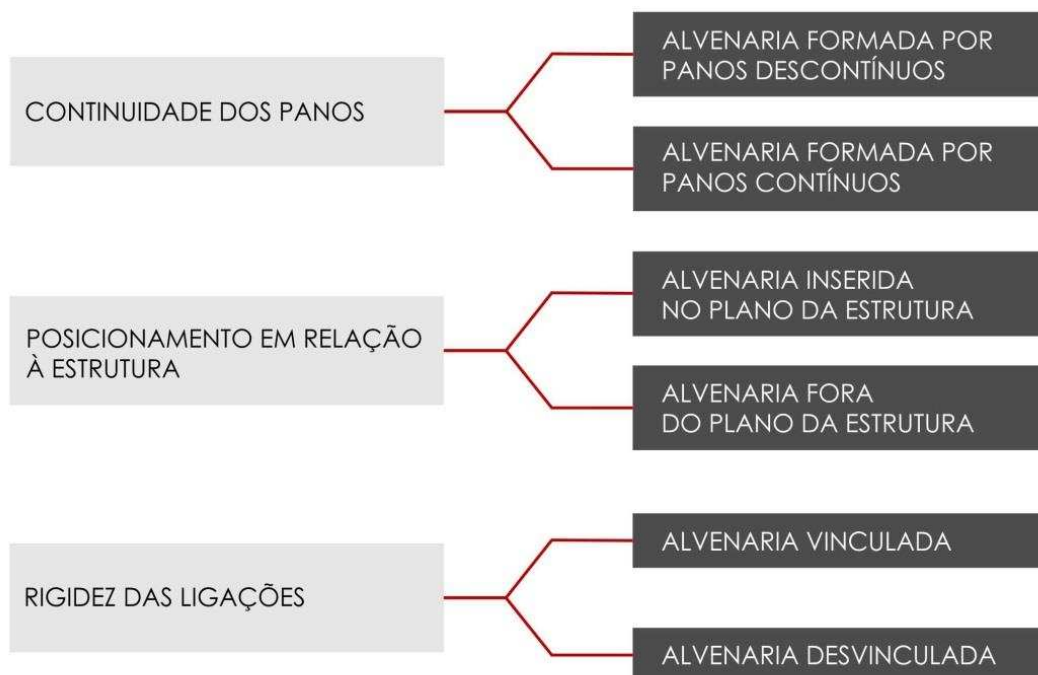 CONTINUIDADE DOS PANOS
ALVENARIA FORMADA POR
PANOS DESCONTÍNUOS
ALVENARIA FORMADA POR
PANOS CONTÍNUOS
POSICIONAMENTO EM RELAÇÃO
À ESTRUTURA
ALVENARIA INSERIDA
NO PLANO DA ESTRUTURA
ALVENARIA FORA
DO PLANO DA ESTRUTURA
RIGIDEZ DAS LIGAÇÕES
ALVENARIA VINCULADA
ALVENARIA DESVINCULADA